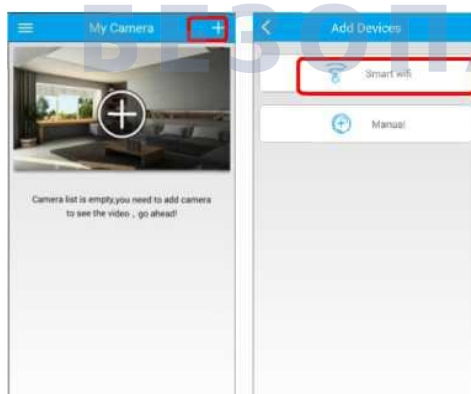 My Camera
Camera list is empty,you need to add camera
to see the video , go ahead!
Add Devices
Smart wifi
Manual
БЕЗОПА